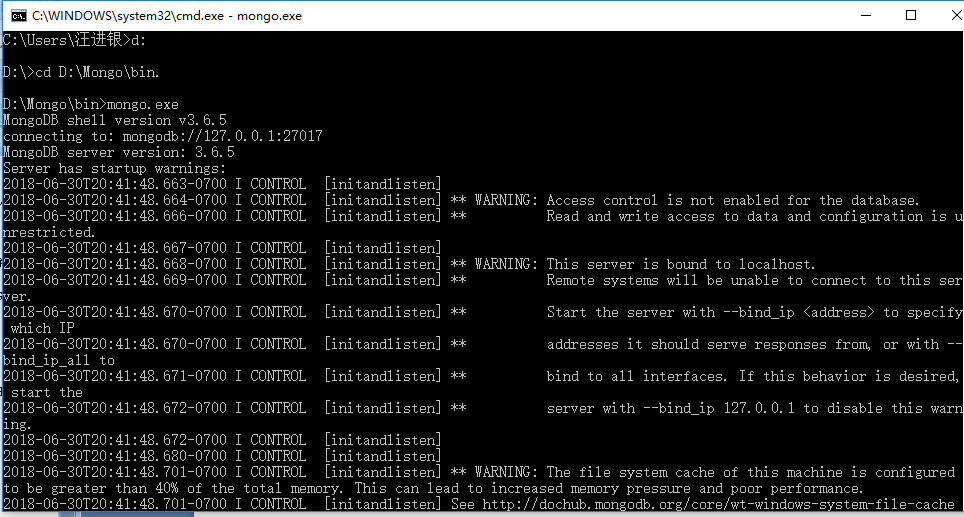 C:\WINDOWS\system32\cmd.exe - mongo.exe
C:\Users\汪进银>d:
D:\>cd D:\Mongo\bin.
D:\Mongo\bin>mongo.exe
MongoDB shell version v3.6.5
connecting to: mongodb://127.0.0.1:27017
MongoDB server version: 3.6.5
Server has startup warnings:
2018-06-30T20:41:48.663-0700 I CONTROL  [initandlisten]
2018-06-30T20:41:48.664-0700 I CONTROL  [initandlisten] ** WARNING: Access control is not enabled for the database.
2018-06-30T20:41:48.666-0700 I CONTROL  [initandlisten] **          Read and write access to data and configuration is u
nrestricted.
2018-06-30T20:41:48.667-0700 I CONTROL  [initandlisten]
2018-06-30T20:41:48.668-0700 I CONTROL  [initandlisten] ** WARNING: This server is bound to localhost.
2018-06-30T20:41:48.669-0700 I CONTROL  [initandlisten] **          Remote systems will be unable to connect to this ser
ver.
2018-06-30T20:41:48.670-0700 I CONTROL  [initandlisten] **          Start the server with --bind_ip <address> to specify
 which IP
2018-06-30T20:41:48.670-0700 I CONTROL  [initandlisten] **          addresses it should serve responses from, or with --
bind_ip_all to
2018-06-30T20:41:48.671-0700 I CONTROL  [initandlisten] **          bind to all interfaces. If this behavior is desired,
 start the
2018-06-30T20:41:48.672-0700 I CONTROL  [initandlisten] **          server with --bind_ip 127.0.0.1 to disable this warn
ing.
2018-06-30T20:41:48.672-0700 I CONTROL  [initandlisten]
2018-06-30T20:41:48.680-0700 I CONTROL  [initandlisten]
2018-06-30T20:41:48.701-0700 I CONTROL  [initandlisten] ** WARNING: The file system cache of this machine is configured
to be greater than 40% of the total memory. This can lead to increased memory pressure and poor performance.
2018-06-30T20:41:48.701-0700 I CONTROL  [initandlisten] See http://dochub.mongodb.org/core/wt-windows-system-file-cache